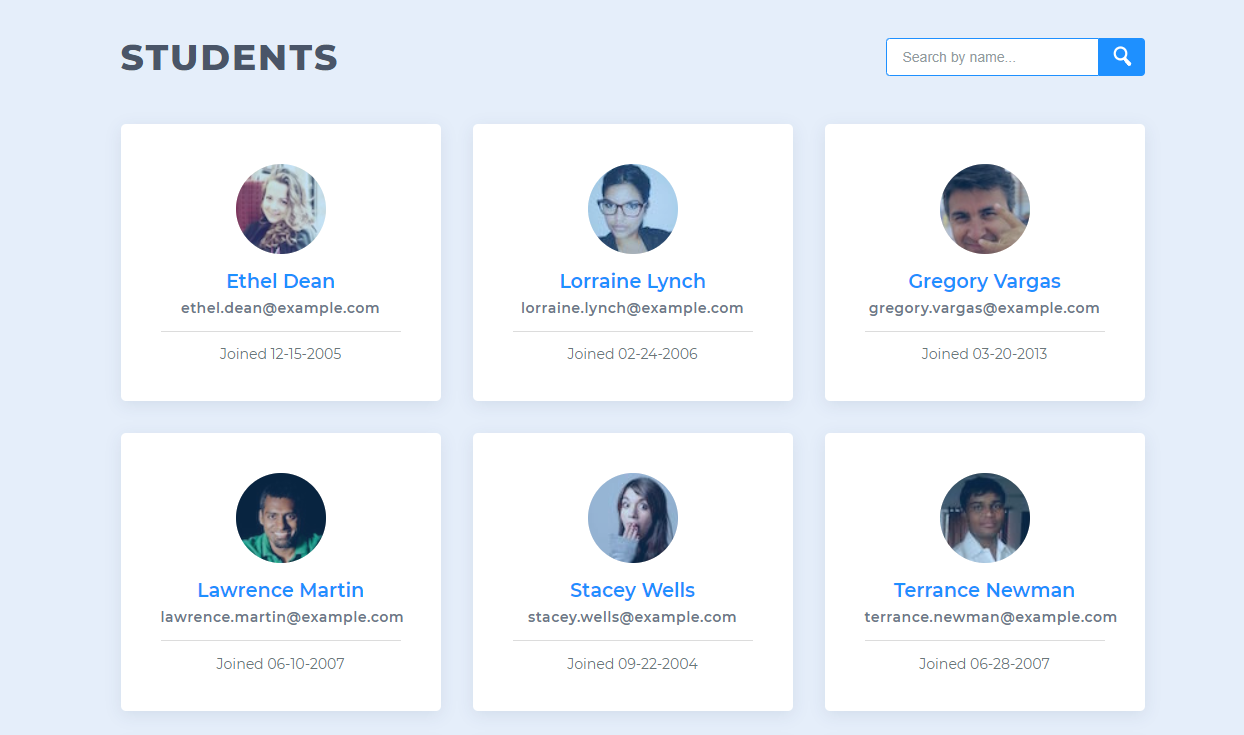 STUDENTS
Search by name...
Ethel Dean
ethel.dean@example.com
Joined 12-15-2005
Lorraine Lynch
lorraine.lynch@example.com
Joined 02-24-2006
Gregory Vargas
gregory.vargas@example.com
Joined 03-20-2013
Lawrence Martin
lawrence.martin@example.com
Joined 06-10-2007
Stacey Wells
stacey.wells@example.com
Joined 09-22-2004
Terrance Newman
terrance.newman@example.com
Joined 06-28-2007